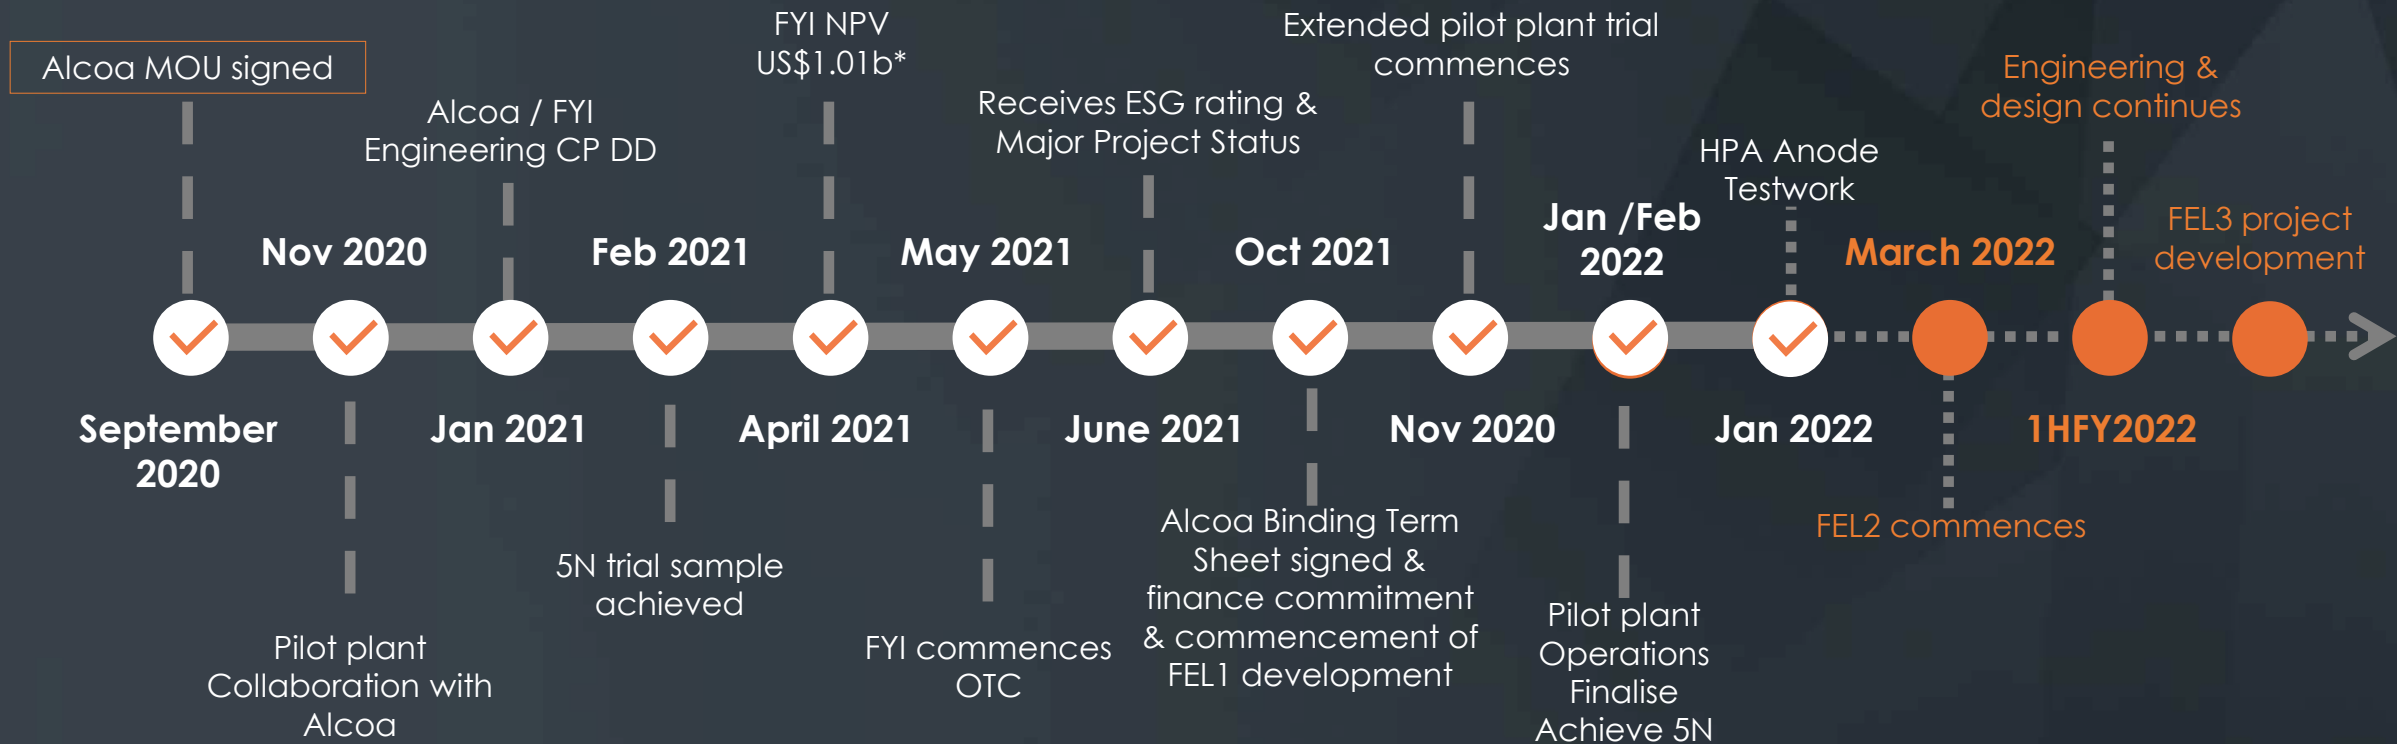 Alcoa MOU signed
September
2020
Nov 2020
Pilot plant
Collaboration with
Alcoa
Alcoa / FYI
Engineering CP DD
Jan 2021
Feb 2021
5N trial sample
achieved
FYI NPV
US$1.01b*
April 2021
May 2021
FYI commences
OTC
Receives ESG rating &
Major Project Status
June 2021
Oct 2021
Alcoa Binding Term
Sheet signed &
finance commitment
& commencement of
FEL1 development
Extended pilot plant trial
commences
Nov 2020
Jan /Feb
2022
Pilot plant
Operations
Finalise
Achieve 5N
HPA Anode
Testwork
Jan 2022
March 2022
FEL2 commences
Engineering &
design continues
1HFY2022
FEL3 project
development